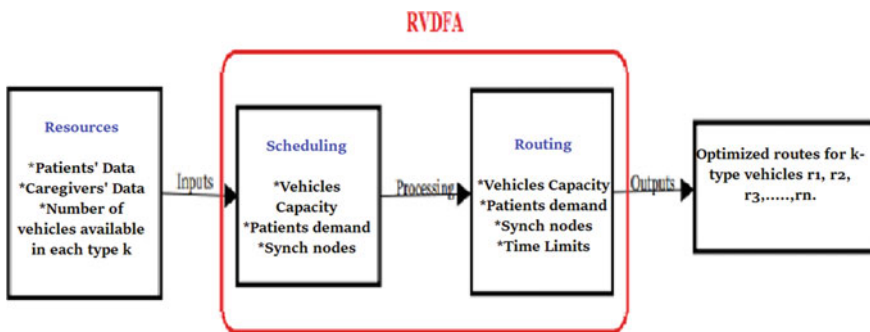 RVDFA
Resources
*Patients' Data
*Caregivers' Data
*Number of
vehicles available
in each type k
Inputs
Scheduling
*Vehicles
Capacity
*Patients demand
*Synch nodes
Processing
Routing
*Vehicles Capacity
*Patients demand
*Synch nodes
*Time Limits
Outputs
Optimized routes for k-
type vehicles r1, r2,
r3,.....,rn.